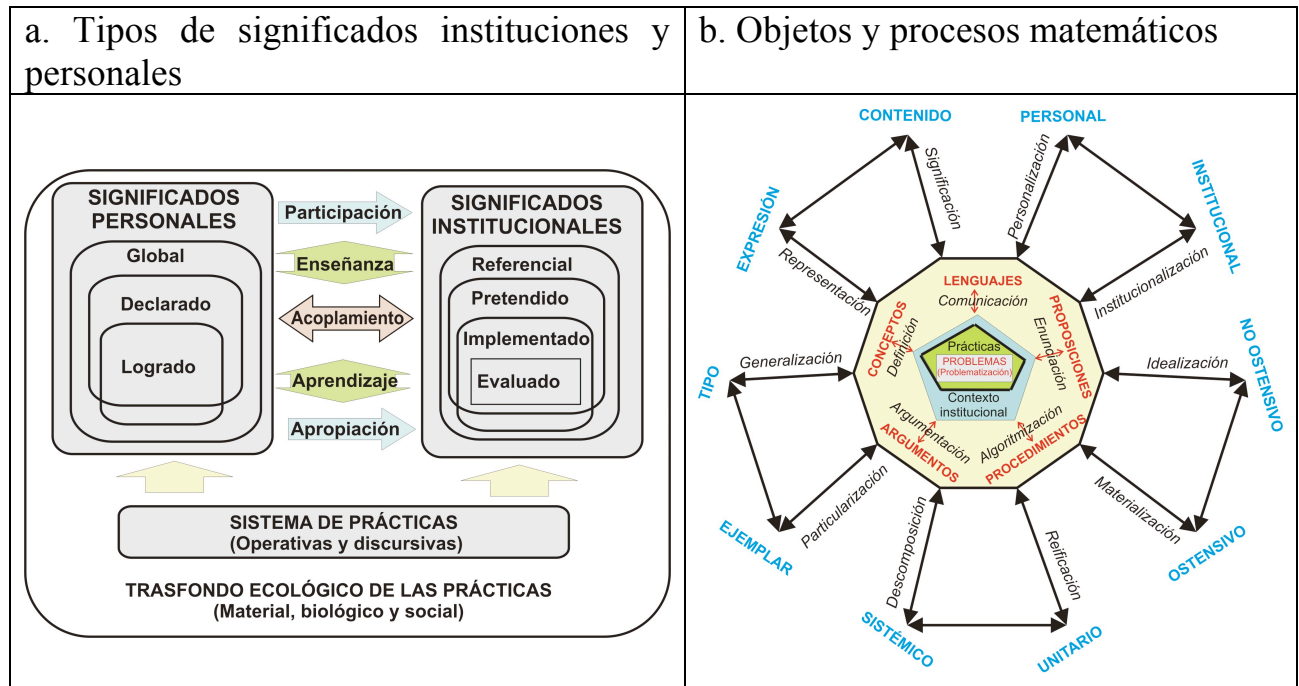 a. Tipos de significados instituciones y
personales
b. Objetos y procesos matemáticos
SIGNIFICADOS
PERSONALES
Global
Declarado
Logrado
Participación
Enseñanza
Acoplamiento
Aprendizaje
Apropiación
SIGNIFICADOS
INSTITUCIONALES
Referencial
Pretendido
Implementado
Evaluado
SISTEMA DE PRÁCTICAS
(Operativas y discursivas)
TRASFONDO ECOLÓGICO DE LAS PRÁCTICAS
(Material, biológico y social)
CONTENIDO
PERSONAL
EXPRESIÓN
Significación
Personalización
INSTITUCIONAL
Representación
Institucionalización
LENGUAJES
Comunicación
CONCEPTOS
Definición
PROPOSICIONES
Enunciación
Prácticas
PROBLEMAS
(Problematización)
Contexto
institucional
Argumentación
ARGUMENTOS
Algoritmización
PROCEDIMIENTOS
TIPO
Generalización
Idealización
NO OSTENSIVO
EJEMPLAR
Particularización
Materialización
OSTENSIVO
Descomposición
Reificación
SISTÉMICO
UNITARIO